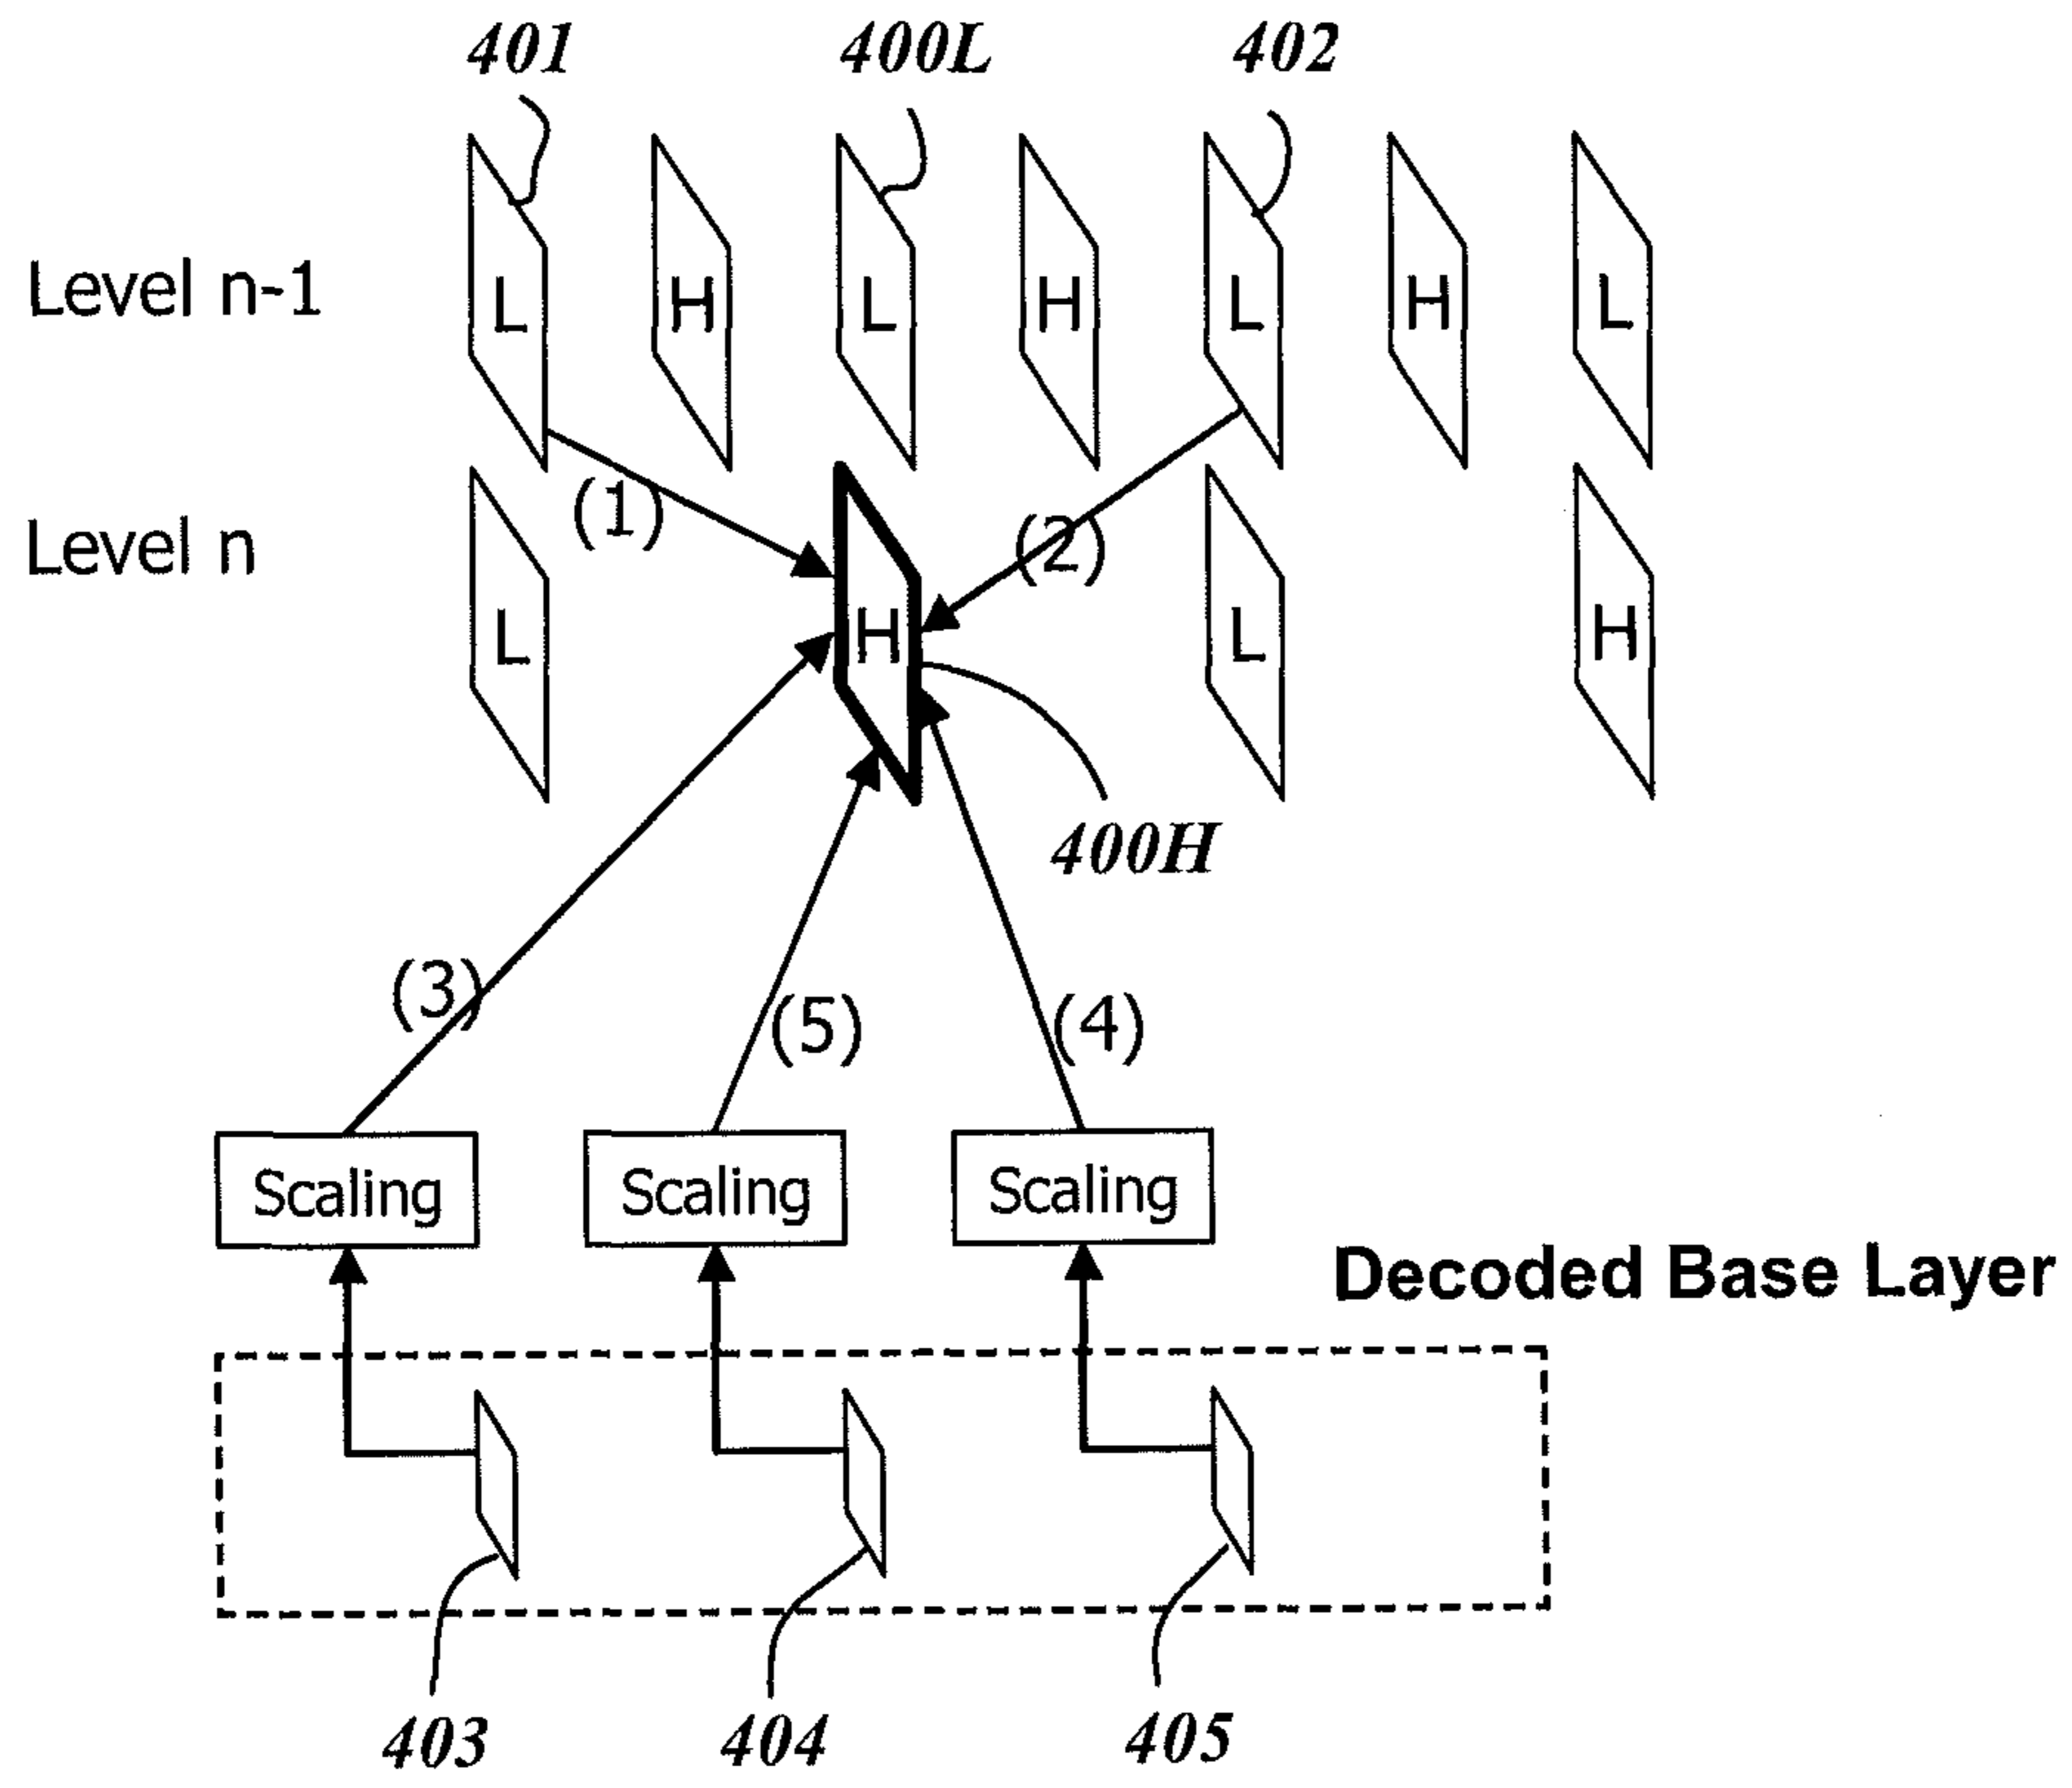 401 400L 402
Level n-1 L H L H L H L
(1) (2)
Level n L H L H
400H
(3) (5) (4)
Scaling Scaling Scaling
Decoded Base Layer
403 404 405